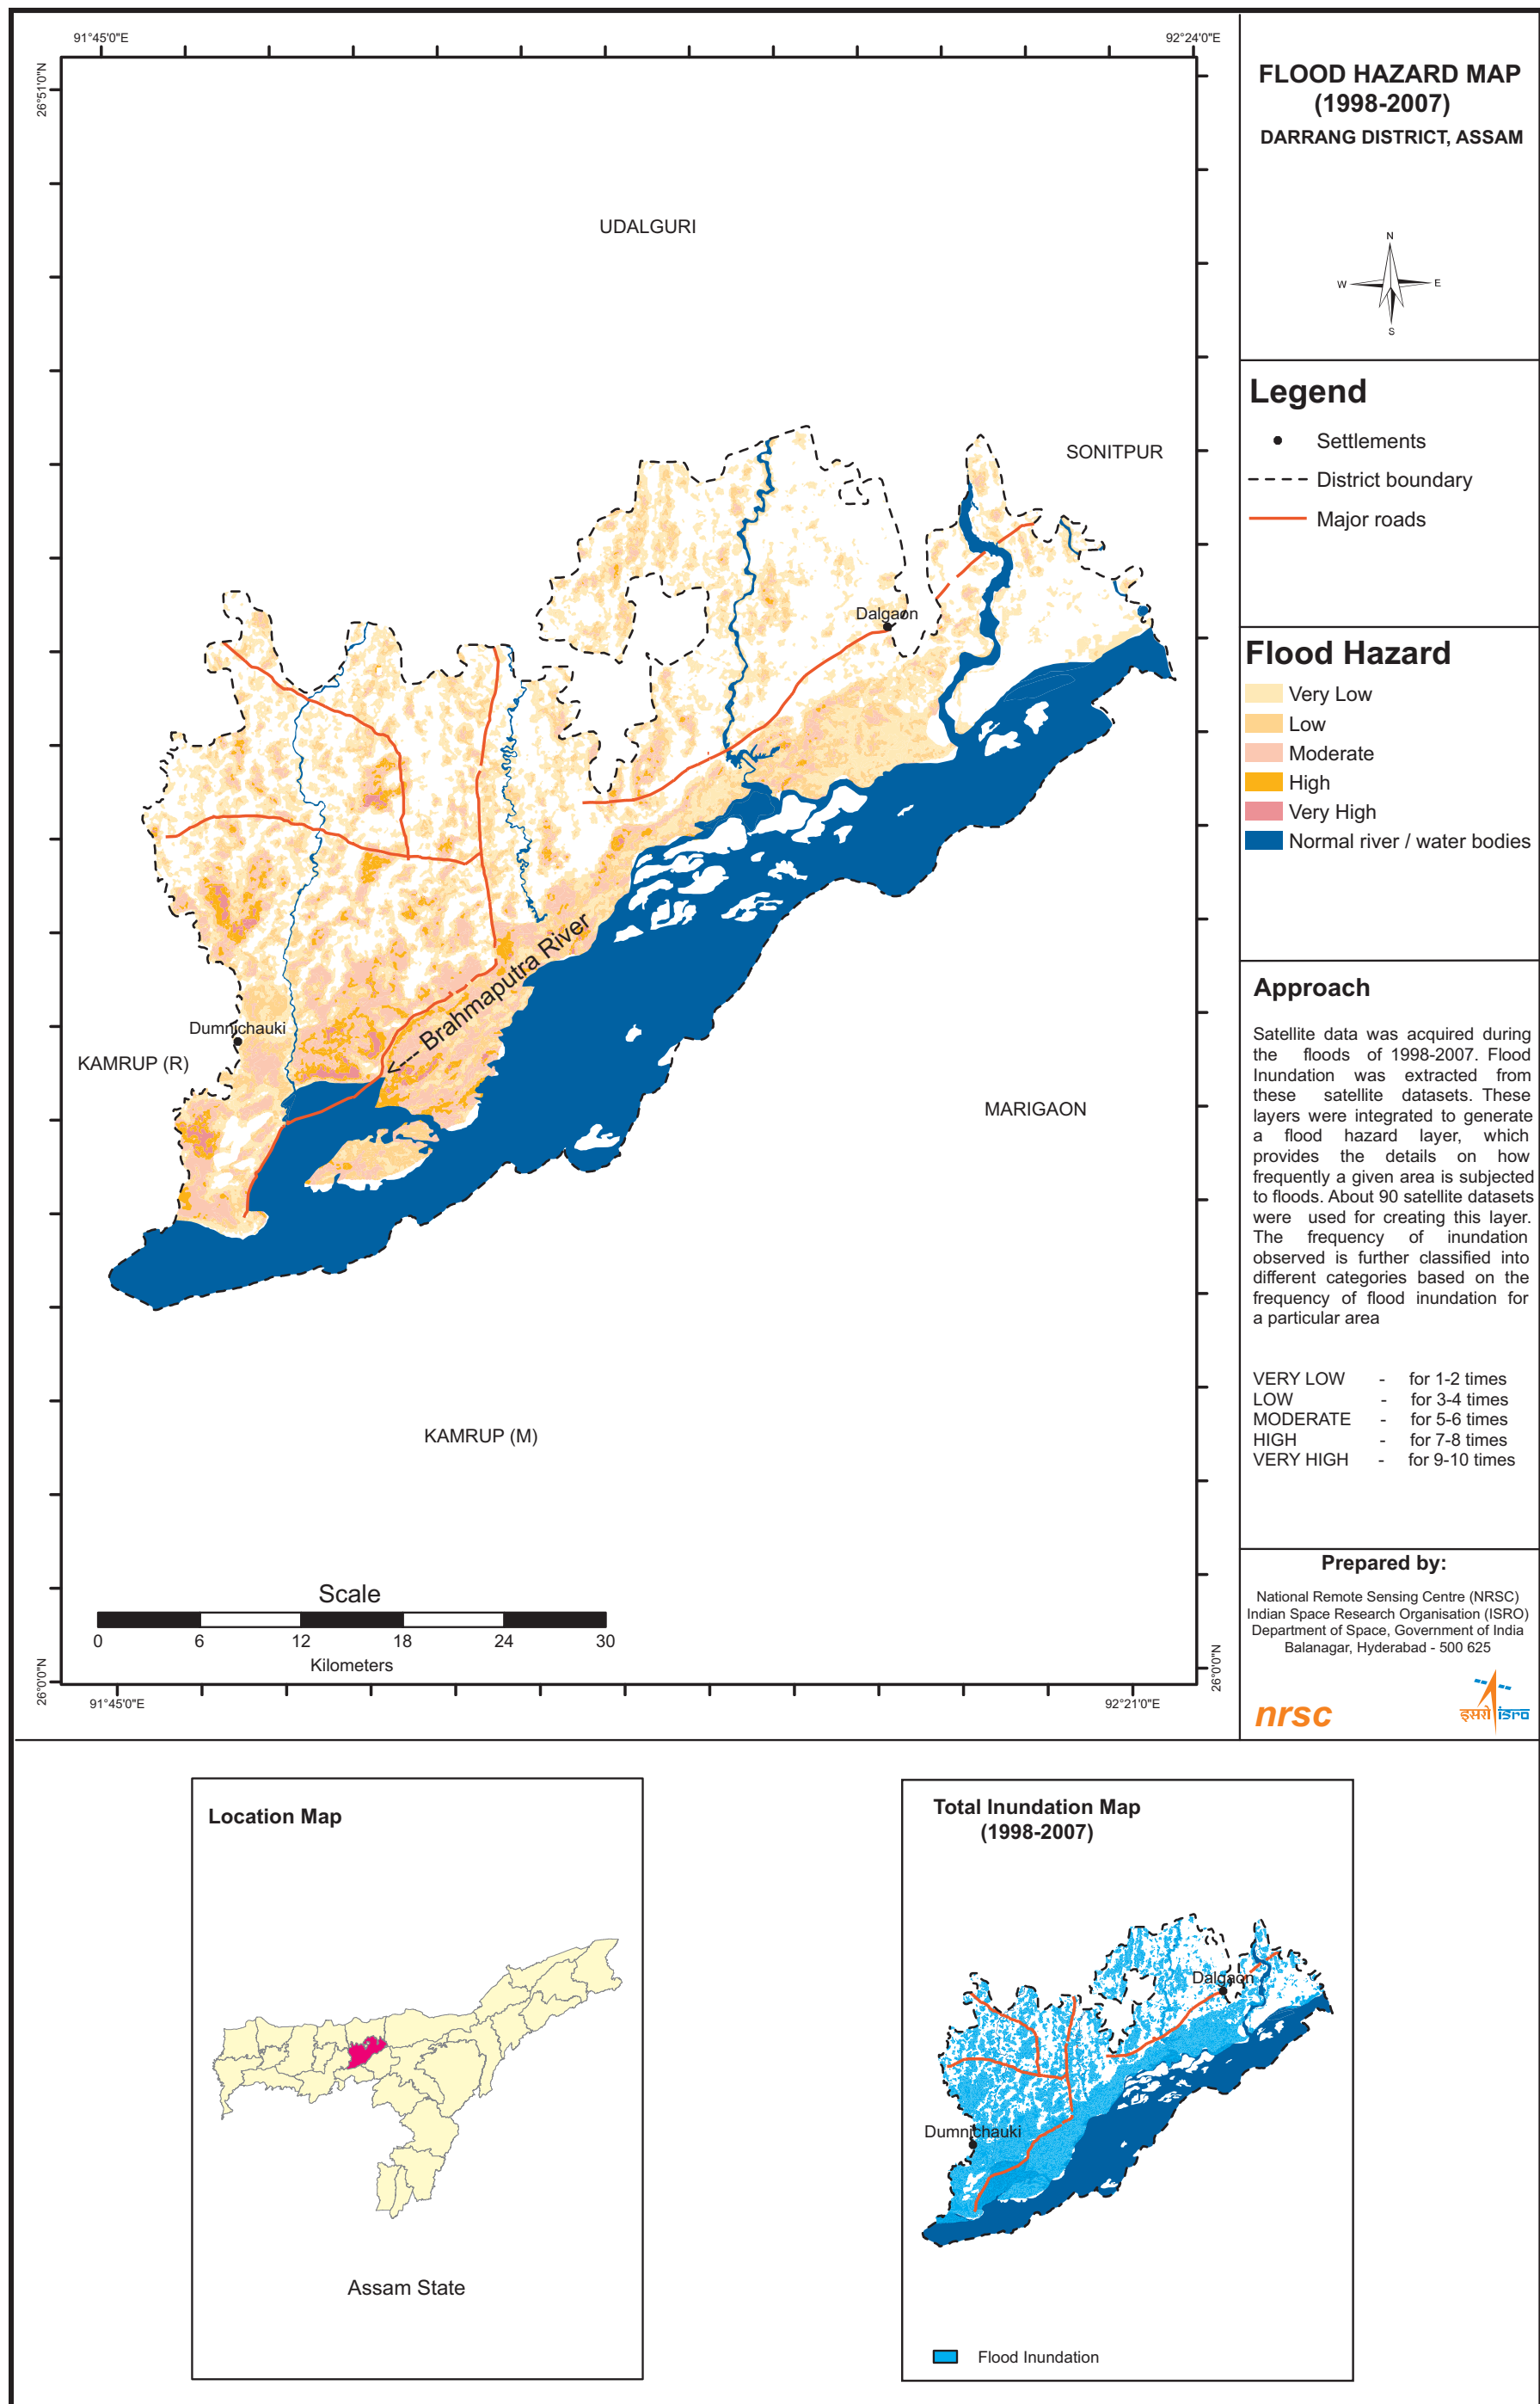 91°45'0"E
92°24'0"E
26°51'0"N
UDALGURI
SONITPUR
Dalgaon
Brahmaputra River
Dumnichauki
KAMRUP (R)
MARIGAON
KAMRUP (M)
Scale
0 6 12 18 24 30
Kilometers
26°0'0"N
26°0'0"N
91°45'0"E
92°21'0"E
FLOOD HAZARD MAP
(1998-2007)
DARRANG DISTRICT, ASSAM
N
W E
S
Legend
Settlements
District boundary
Major roads
Flood Hazard
Very Low
Low
Moderate
High
Very High
Normal river / water bodies
Approach
Satellite data was acquired during
the floods of 1998-2007. Flood
Inundation was extracted from
these satellite datasets. These
layers were integrated to generate
a flood hazard layer, which
provides the details on how
frequently a given area is subjected
to floods. About 90 satellite datasets
were used for creating this layer.
The frequency of inundation
observed is further classified into
different categories based on the
frequency of flood inundation for
a particular area
VERY LOW - for 1-2 times
LOW - for 3-4 times
MODERATE - for 5-6 times
HIGH - for 7-8 times
VERY HIGH - for 9-10 times
Prepared by:
National Remote Sensing Centre (NRSC)
Indian Space Research Organisation (ISRO)
Department of Space, Government of India
Balanagar, Hyderabad - 500 625
nrsc
इसरो isro
Location Map
Assam State
Total Inundation Map
(1998-2007)
Dalgaon
Dumnichauki
Flood Inundation